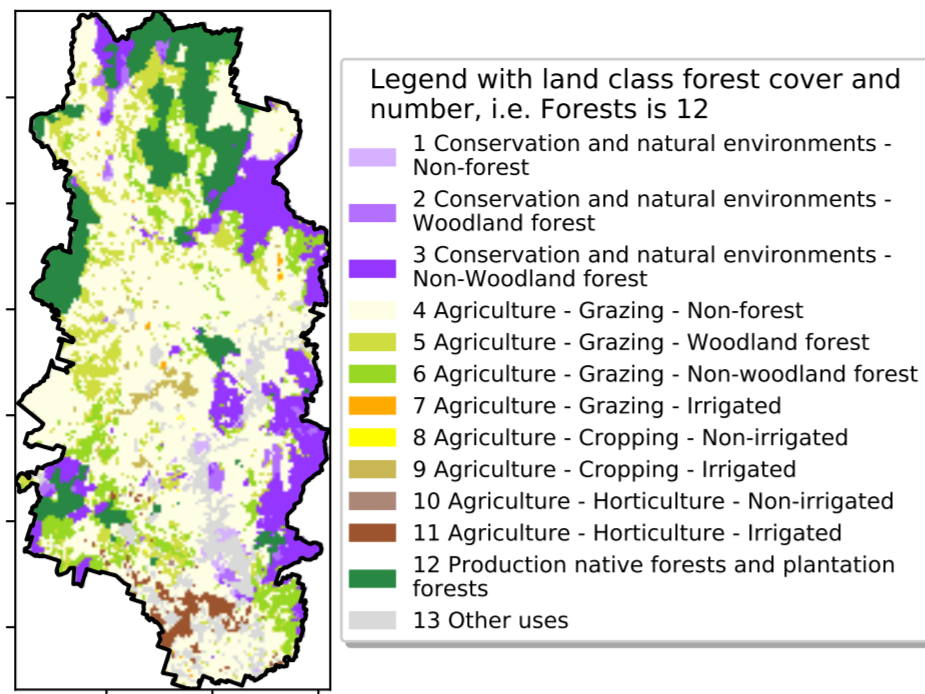 Legend with land class forest cover and
number, i.e. Forests is 12
1 Conservation and natural environments -
Non-forest
2 Conservation and natural environments -
Woodland forest
3 Conservation and natural environments -
Non-Woodland forest
4 Agriculture - Grazing - Non-forest
5 Agriculture - Grazing - Woodland forest
6 Agriculture - Grazing - Non-woodland forest
7 Agriculture - Grazing - Irrigated
8 Agriculture - Cropping - Non-irrigated
9 Agriculture - Cropping - Irrigated
10 Agriculture - Horticulture - Non-irrigated
11 Agriculture - Horticulture - Irrigated
12 Production native forests and plantation
forests
13 Other uses